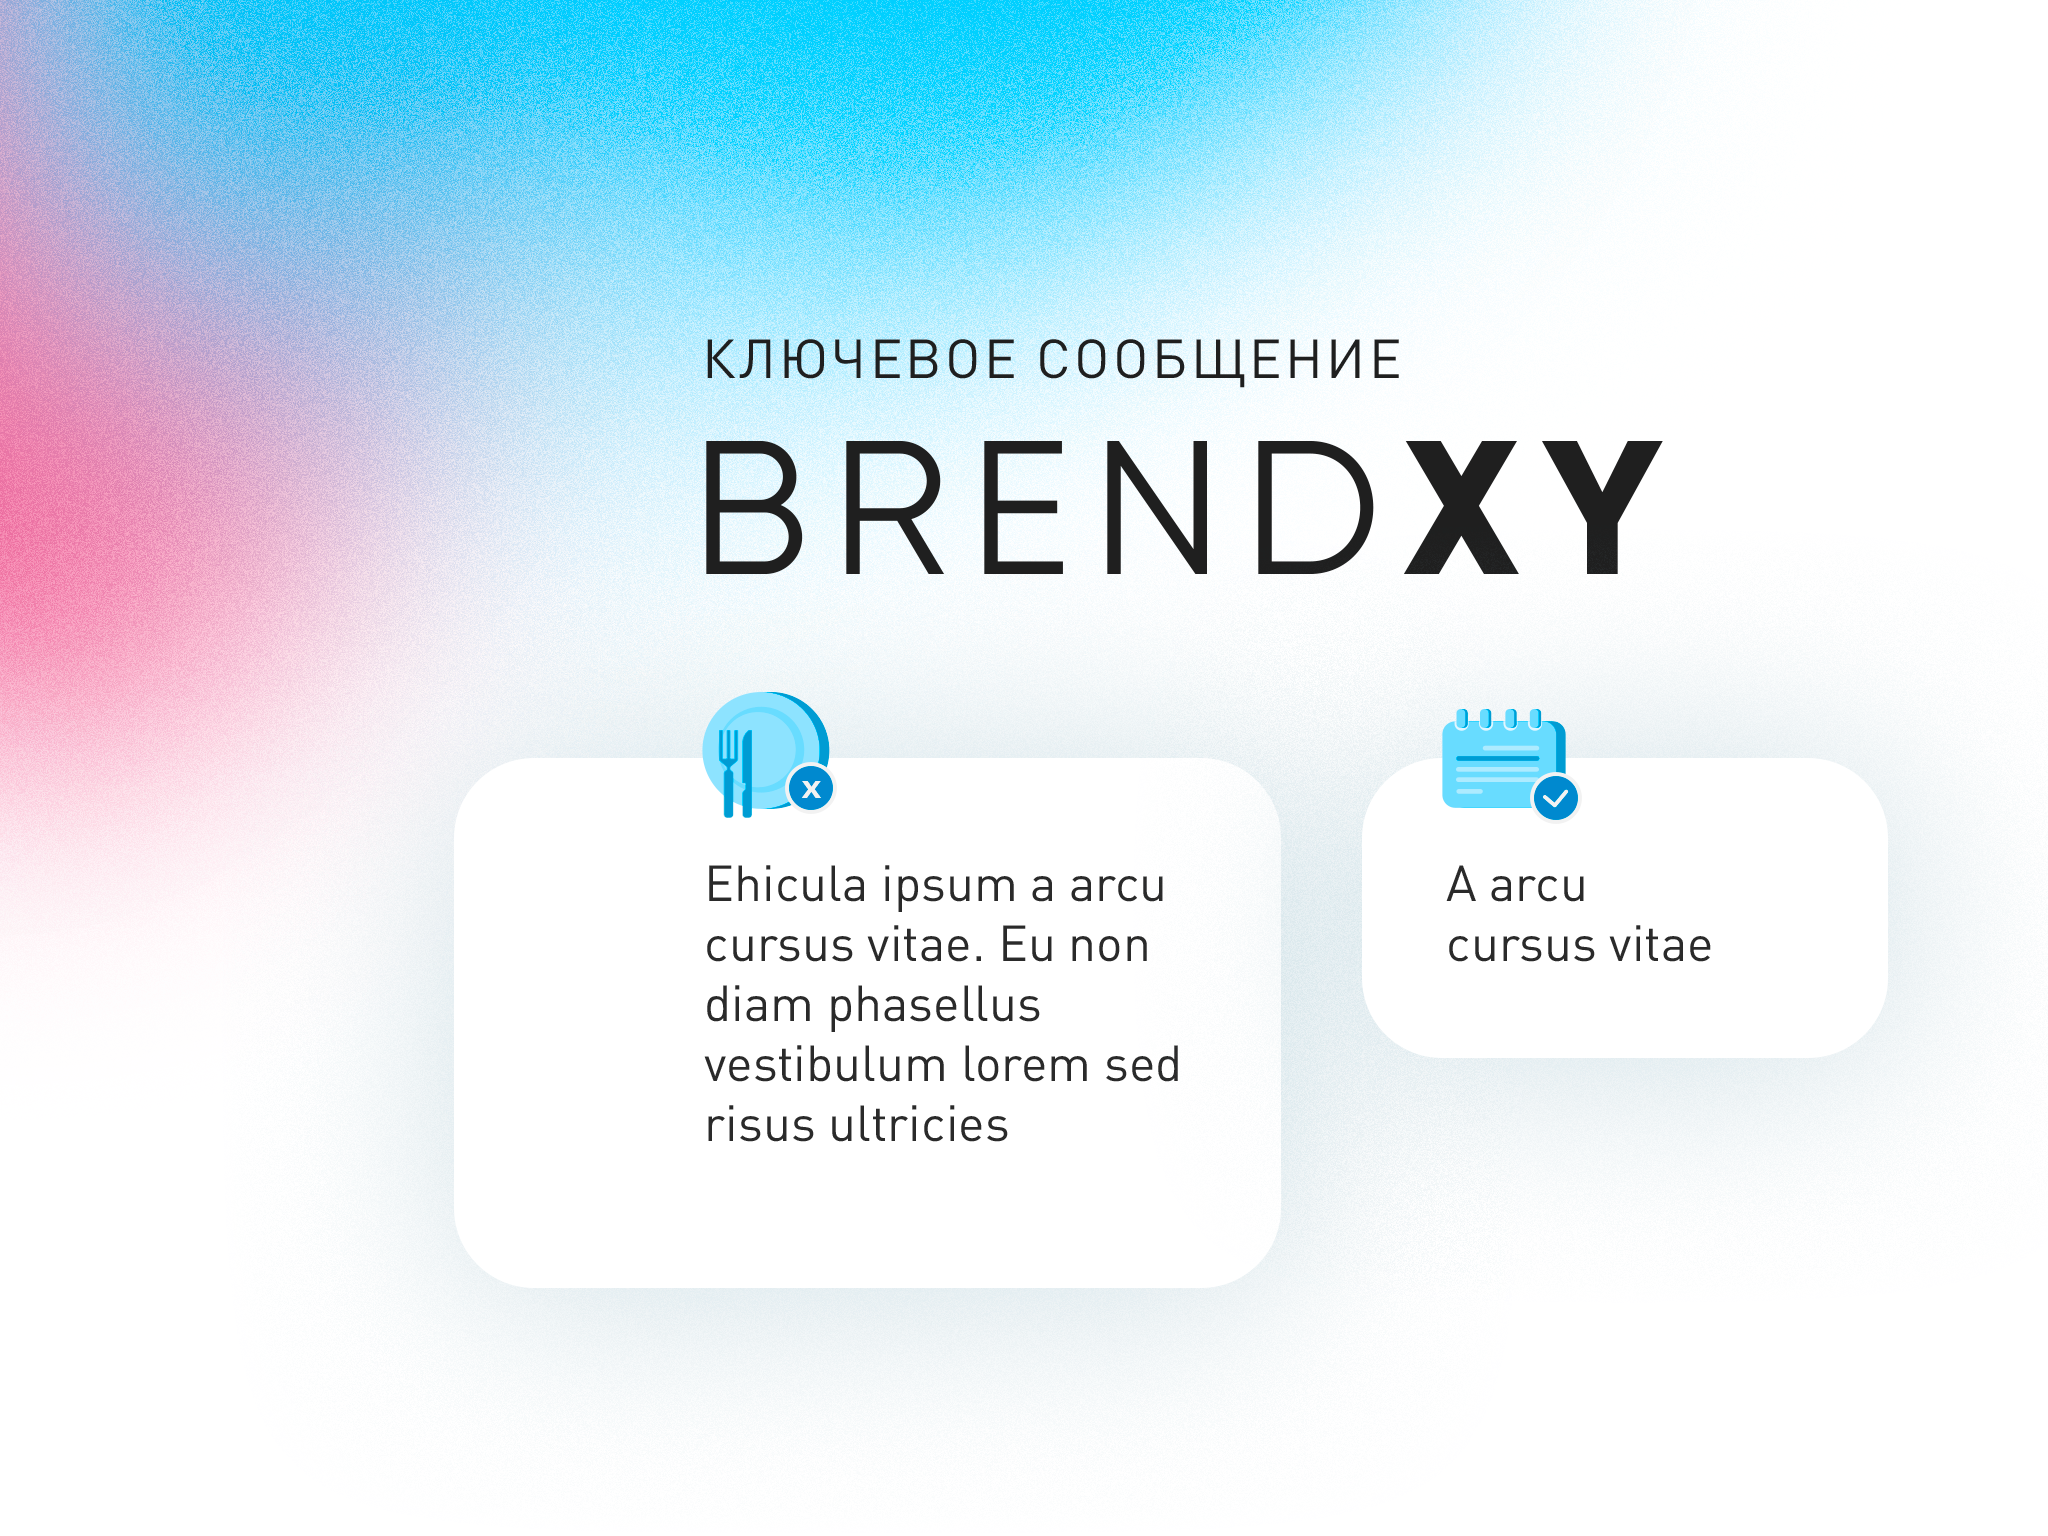 КЛЮЧЕВОЕ СООБЩЕНИЕ
BRENDXY
x
Ehicula ipsum a arcu
cursus vitae. Eu non
diam phasellus
vestibulum lorem sed
risus ultricies
A arcu
cursus vitae